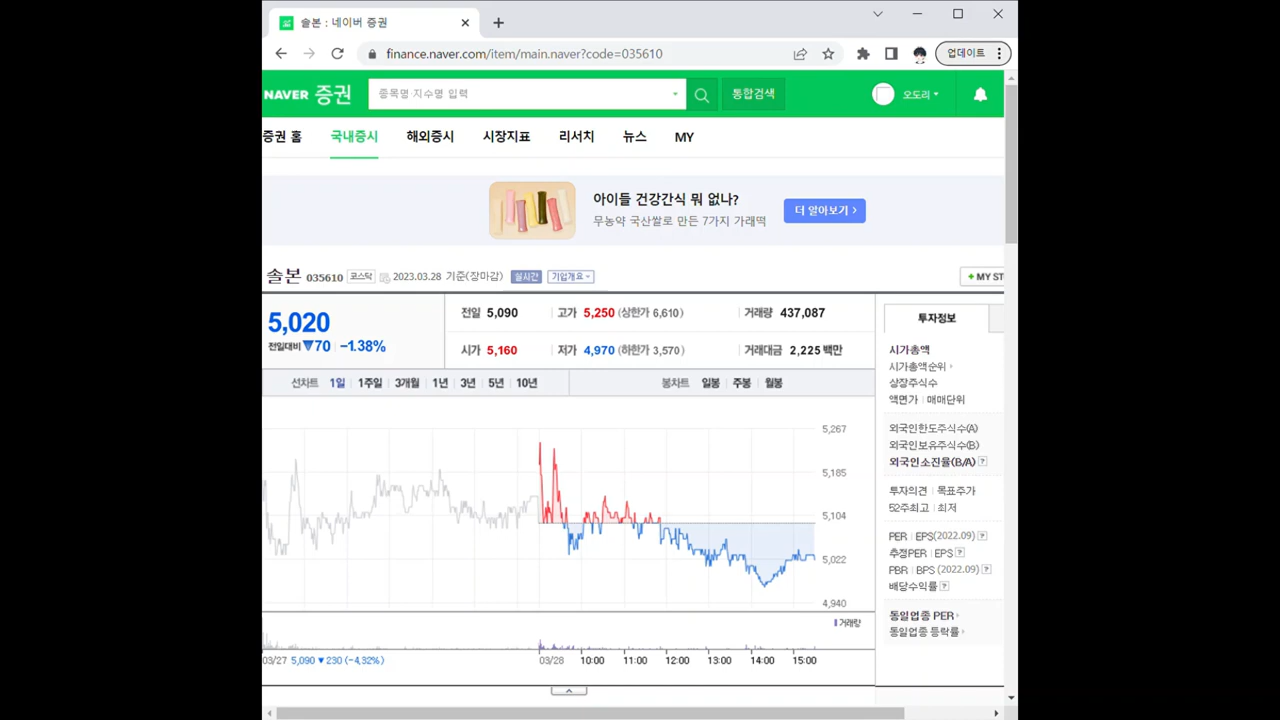 솔본 : 네이버 증권
finance.naver.com/item/main.naver?code=035610
업데이트
NAVER 증권
종목명·지수명 입력
통합검색
오도리
증권 홈 국내증시 해외증시 시장지표 리서치 뉴스 MY
아이들 건강간식 뭐 없나?
무농약 국산쌀로 만든 7가지 가래떡
더 알아보기 >
솔본 035610 코스닥 2023.03.28 기준(장마감) 실시간 기업개요
+ MY ST
5,020
전일대비 ▼70 -1.38%
전일 5,090 고가 5,250 (상한가 6,610) 거래량 437,087
시가 5,160 저가 4,970 (하한가 3,570) 거래대금 2,225 백만
선차트 1일 1주일 3개월 1년 3년 5년 10년 봉차트 일봉 주봉 월봉
5,267
5,185
5,104
5,022
4,940
거래량
03/27 5,090 ▼ 230 (-4,32%)
03/28 10:00 11:00 12:00 13:00 14:00 15:00
투자정보
시가총액
시가총액순위
상장주식수
액면가 | 매매단위
외국인한도주식수(A)
외국인보유주식수(B)
외국인소진율(B/A) ?
투자의견 | 목표주가
52주최고 | 최저
PER | EPS(2022.09) ?
추정PER | EPS ?
PBR | BPS (2022.09) ?
배당수익률 ?
동일업종 PER
동일업종 등락률